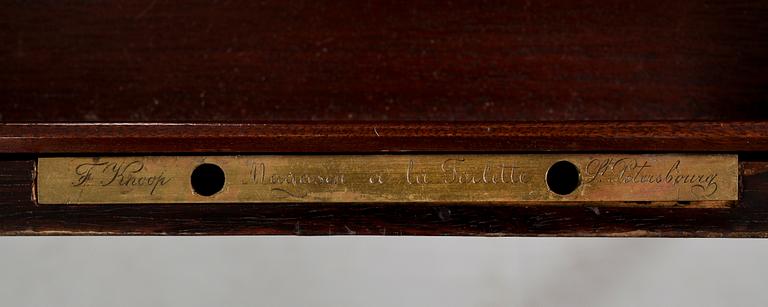 F. Knoop Magasin a la Toilette St. Petersbourg